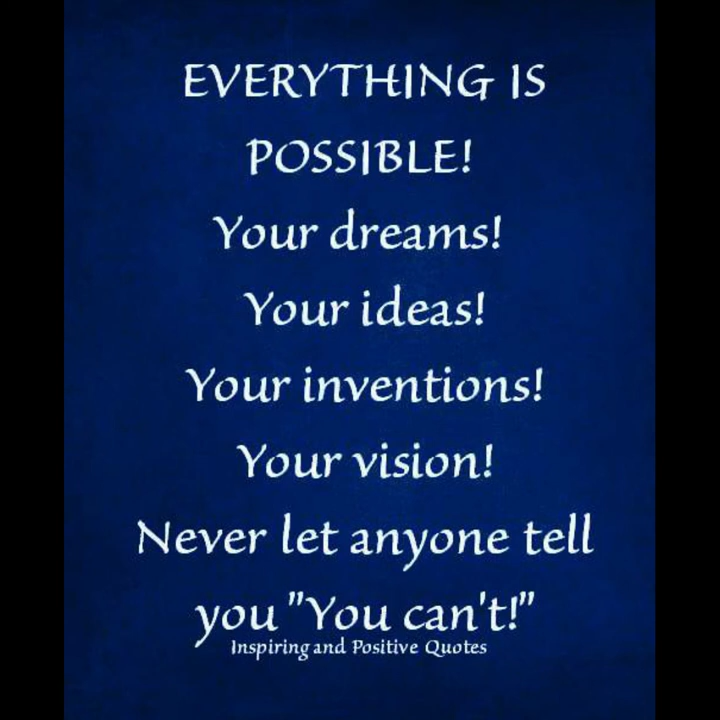 EVERYTHING IS
POSSIBLE!
Your dreams!
Your ideas!
Your inventions!
Your vision!
Never let anyone tell
you "You can't!"
Inspiring and Positive Quotes